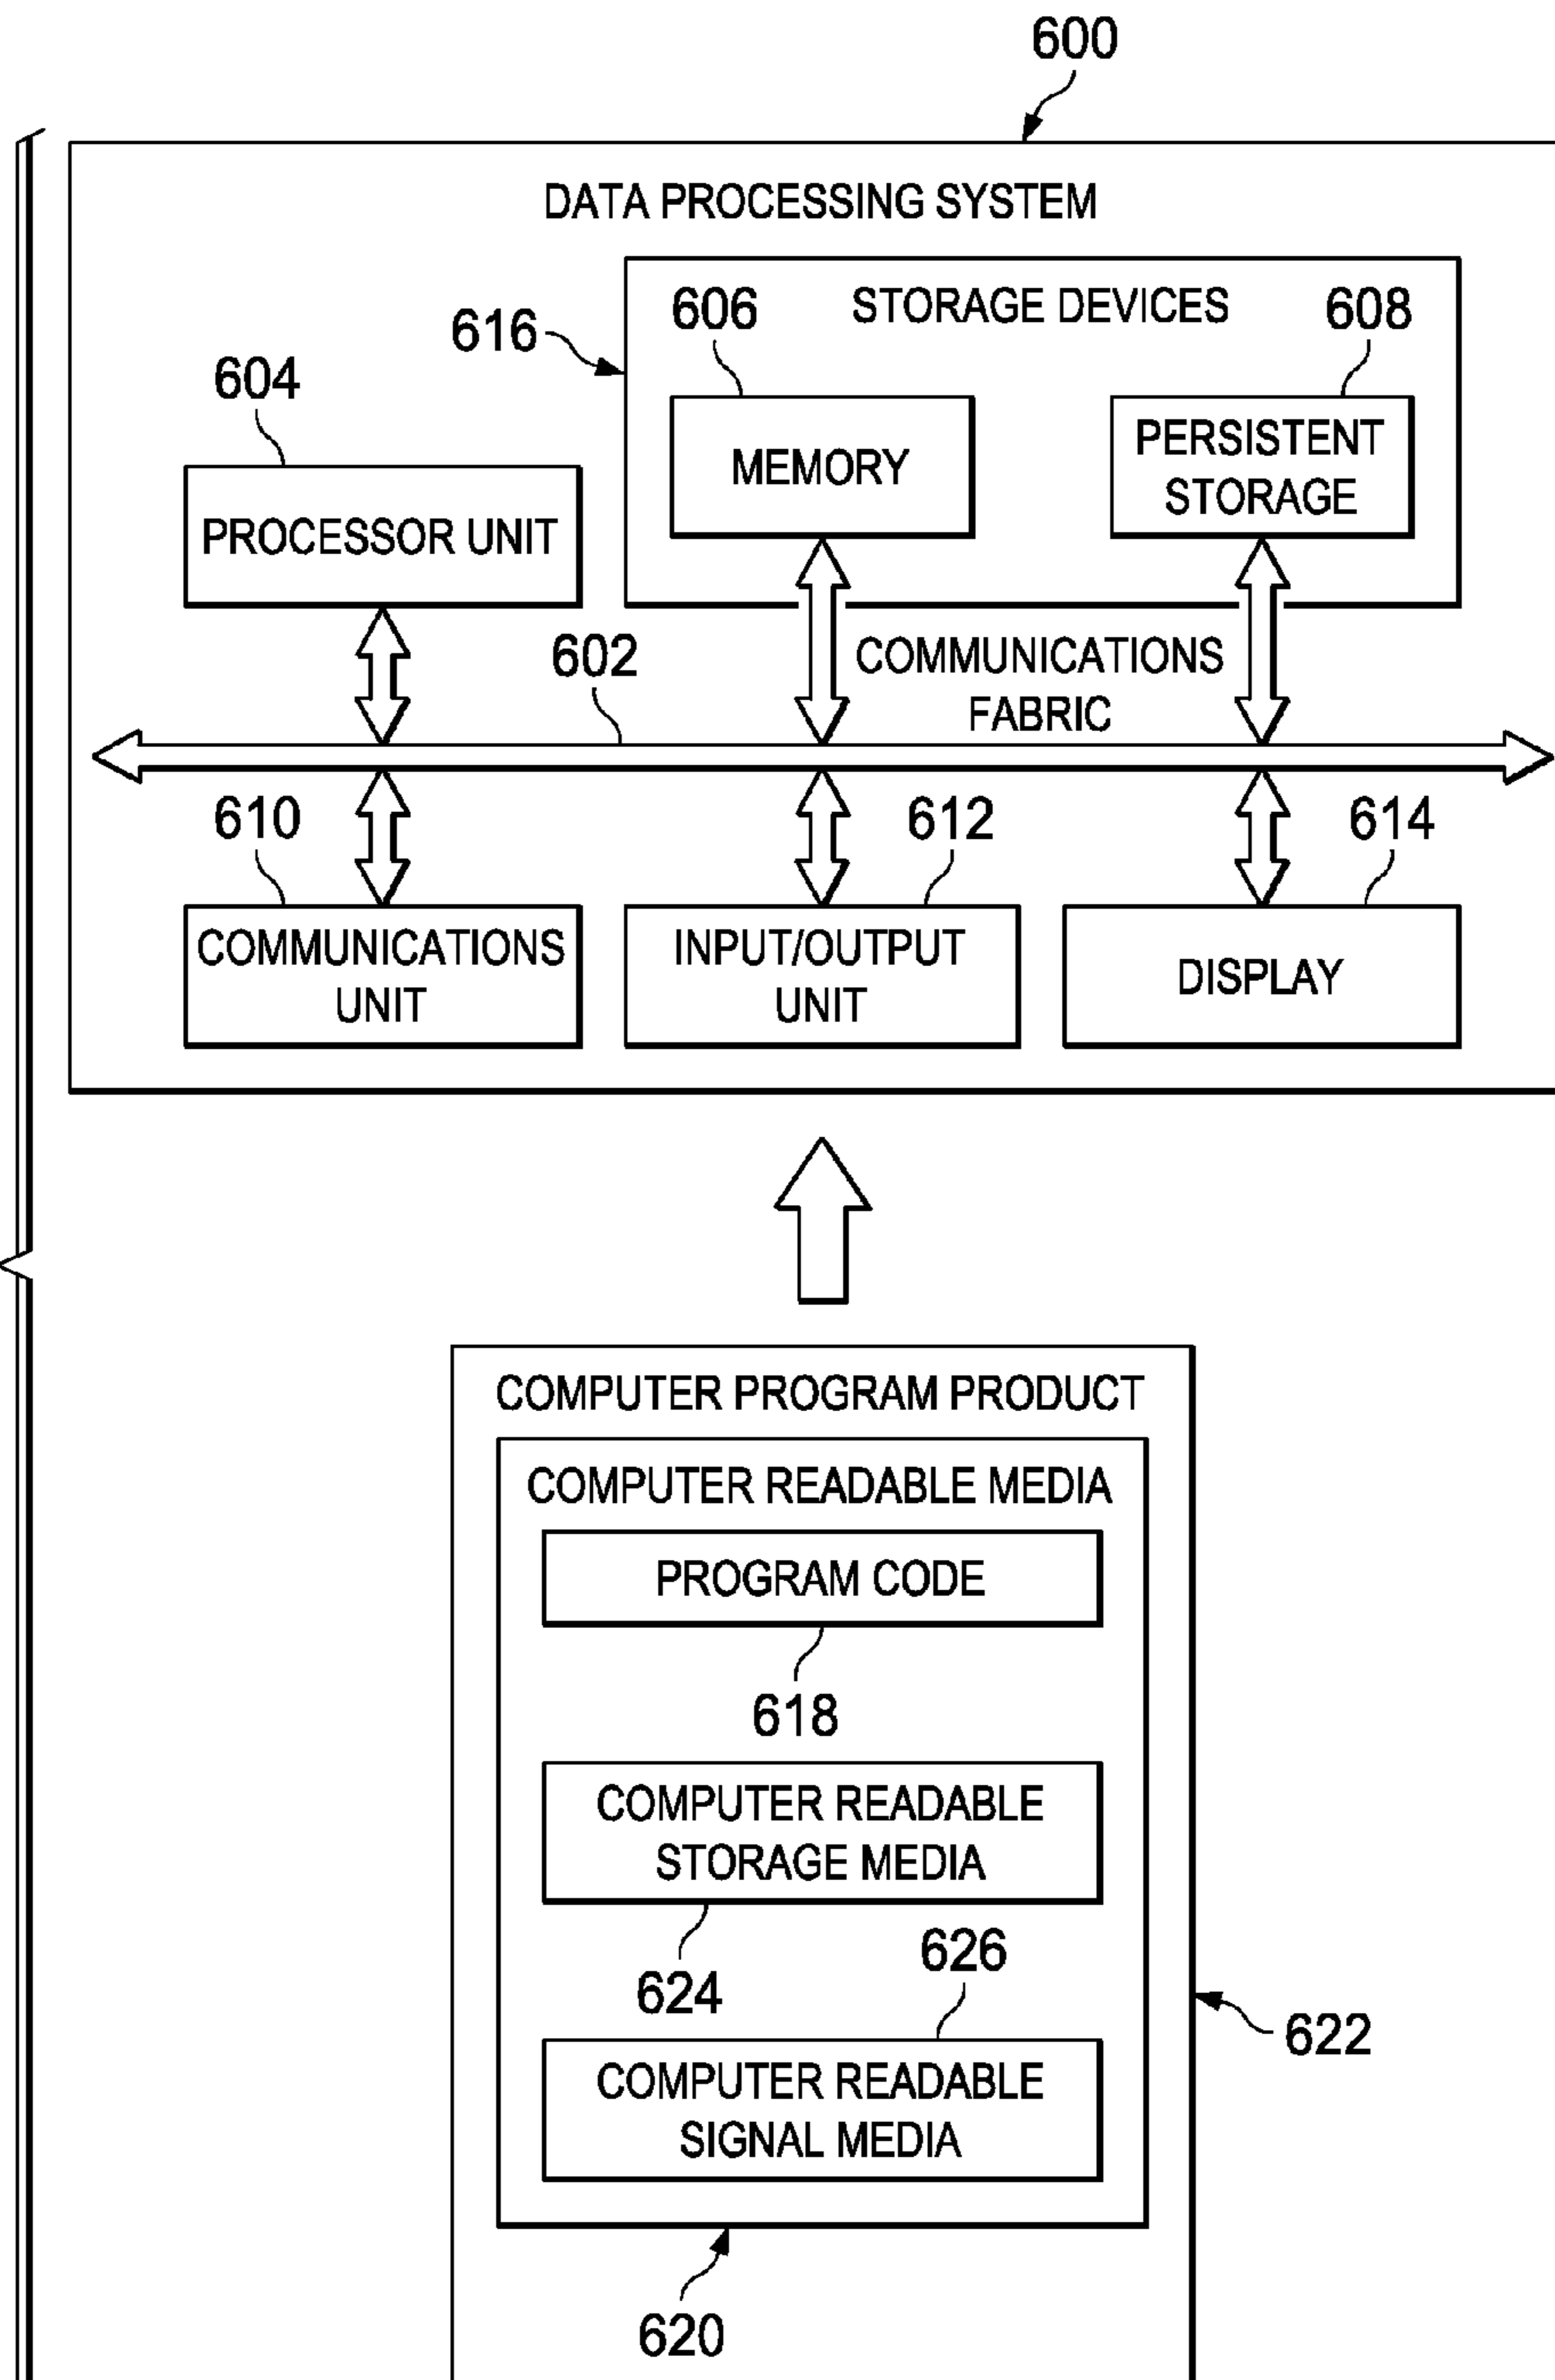 600
DATA PROCESSING SYSTEM
616
606
STORAGE DEVICES
608
604
MEMORY
PERSISTENT
STORAGE
PROCESSOR UNIT
602
COMMUNICATIONS
FABRIC
610
612
614
COMMUNICATIONS
UNIT
INPUT/OUTPUT
UNIT
DISPLAY
COMPUTER PROGRAM PRODUCT
COMPUTER READABLE MEDIA
PROGRAM CODE
618
COMPUTER READABLE
STORAGE MEDIA
624
626
COMPUTER READABLE
SIGNAL MEDIA
622
620